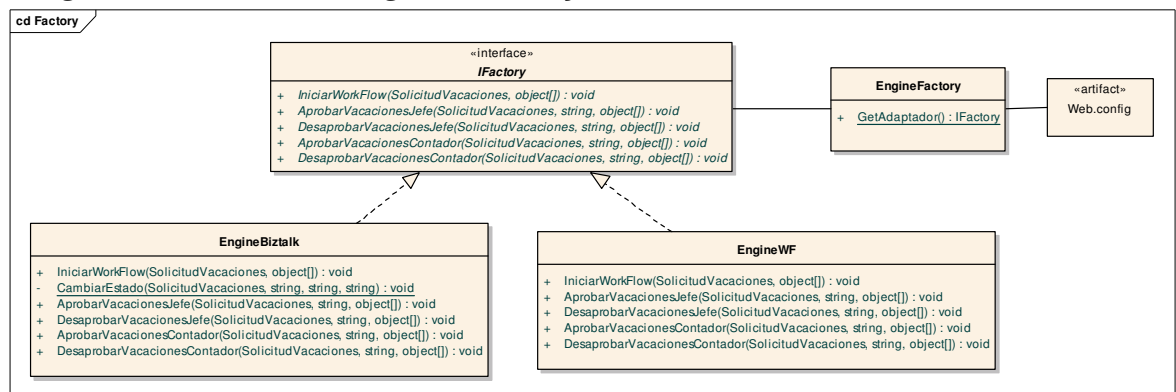 cd Factory
«interface»
IFactory
+ IniciarWorkFlow(SolicitudVacaciones, object[]) : void
+ AprobarVacacionesJefe(SolicitudVacaciones, string, object[]) : void
+ DesaprobarVacacionesJefe(SolicitudVacaciones, string, object[]) : void
+ AprobarVacacionesContador(SolicitudVacaciones, string, object[]) : void
+ DesaprobarVacacionesContador(SolicitudVacaciones, string, object[]) : void
EngineFactory
+ GetAdaptador() : IFactory
«artifact»
Web.config
EngineBiztalk
+ IniciarWorkFlow(SolicitudVacaciones, object[]) : void
- CambiarEstado(SolicitudVacaciones, string, string, string) : void
+ AprobarVacacionesJefe(SolicitudVacaciones, string, object[]) : void
+ DesaprobarVacacionesJefe(SolicitudVacaciones, string, object[]) : void
+ AprobarVacacionesContador(SolicitudVacaciones, string, object[]) : void
+ DesaprobarVacacionesContador(SolicitudVacaciones, string, object[]) : void
EngineWF
+ IniciarWorkFlow(SolicitudVacaciones, object[]) : void
+ AprobarVacacionesJefe(SolicitudVacaciones, string, object[]) : void
+ DesaprobarVacacionesJefe(SolicitudVacaciones, string, object[]) : void
+ AprobarVacacionesContador(SolicitudVacaciones, string, object[]) : void
+ DesaprobarVacacionesContador(SolicitudVacaciones, string, object[]) : void